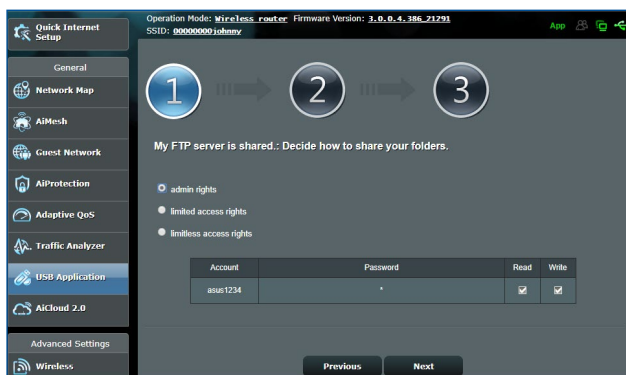 Quick Internet Setup
Operation Mode: Wireless router Firmware Version: 3.0.0.4.386_21291
SSID: 00000000johnny
App
General
Network Map
AiMesh
Guest Network
AiProtection
Adaptive QoS
Traffic Analyzer
USB Application
AiCloud 2.0
Advanced Settings
Wireless
1 2 3
My FTP server is shared.: Decide how to share your folders.
admin rights
limited access rights
limitless access rights
Account Password Read Write
asus1234 *
Previous Next